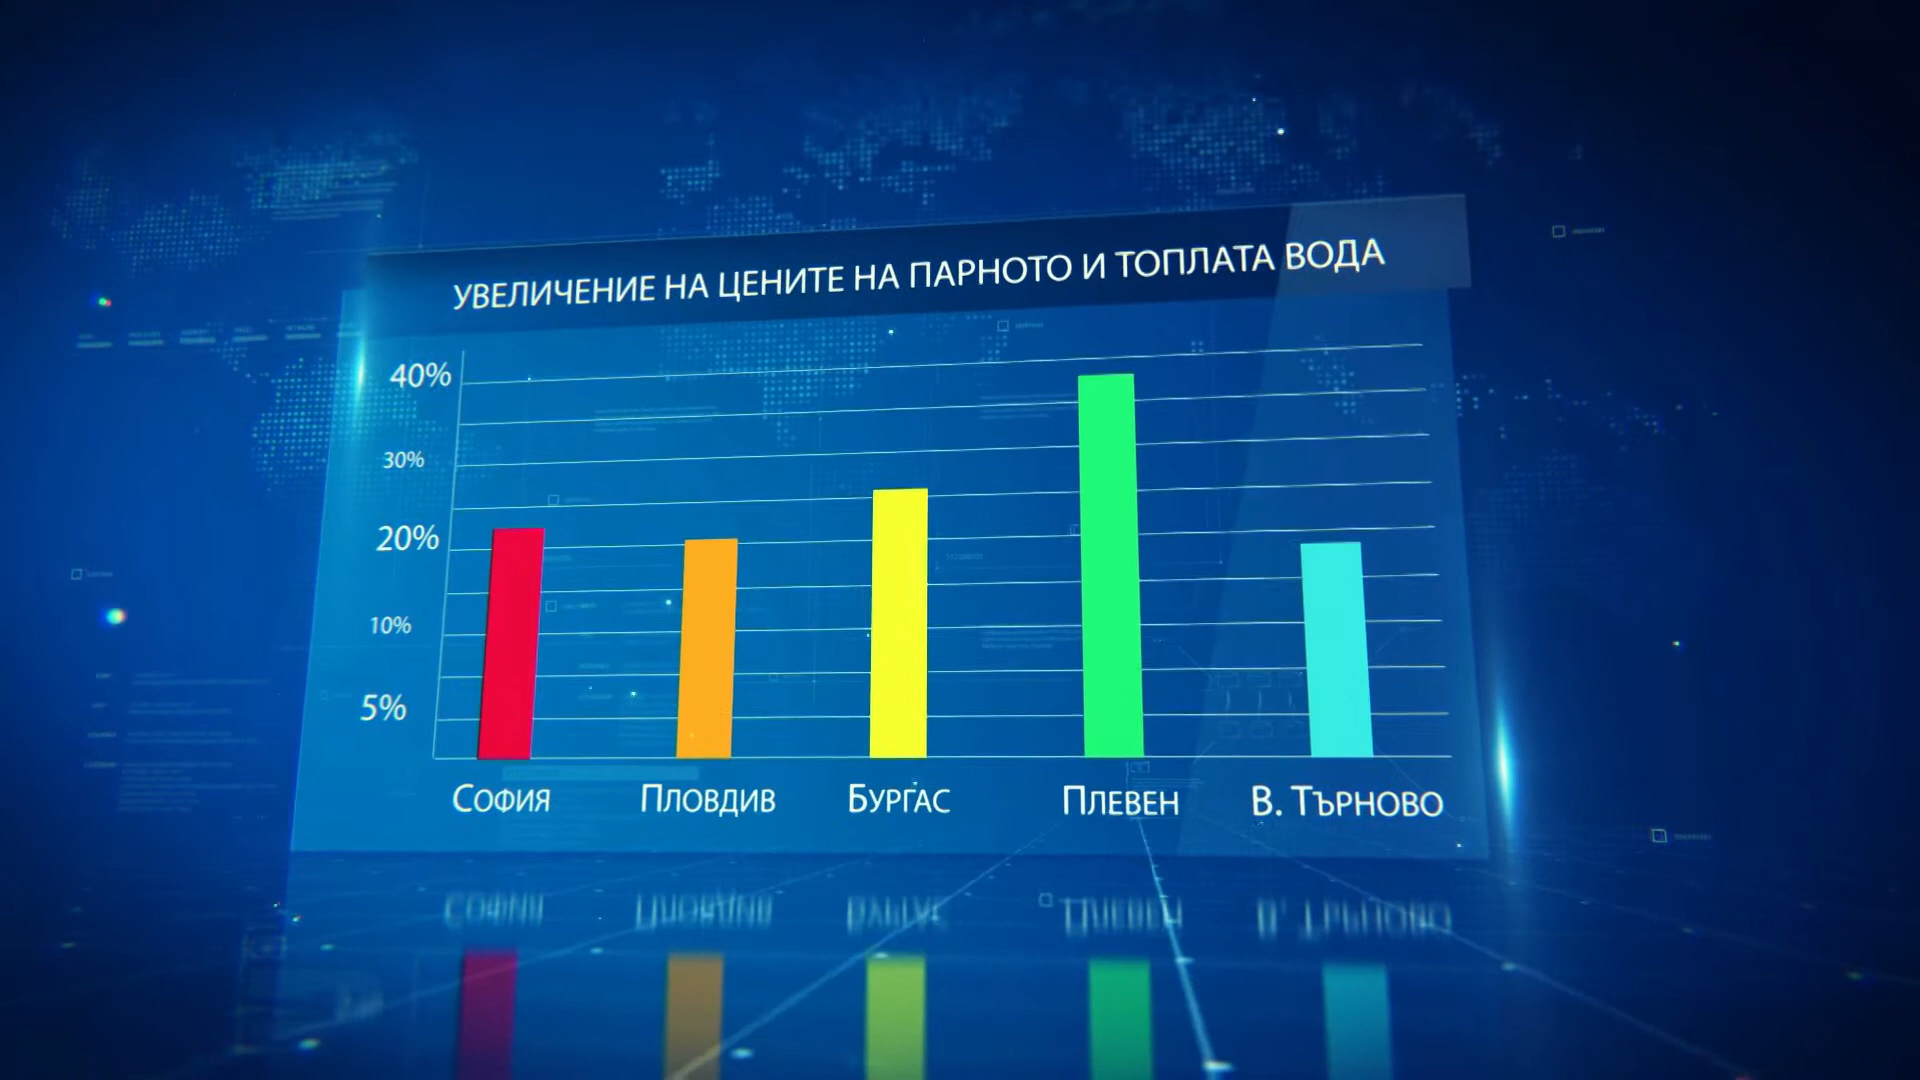 УВЕЛИЧЕНИЕ НА ЦЕНИТЕ НА ПАРНОТО И ТОПЛАТА ВОДА
40%
30%
20%
10%
5%
СОФИЯ ПЛОВДИВ БУРГАС ПЛЕВЕН В. ТЪРНОВО